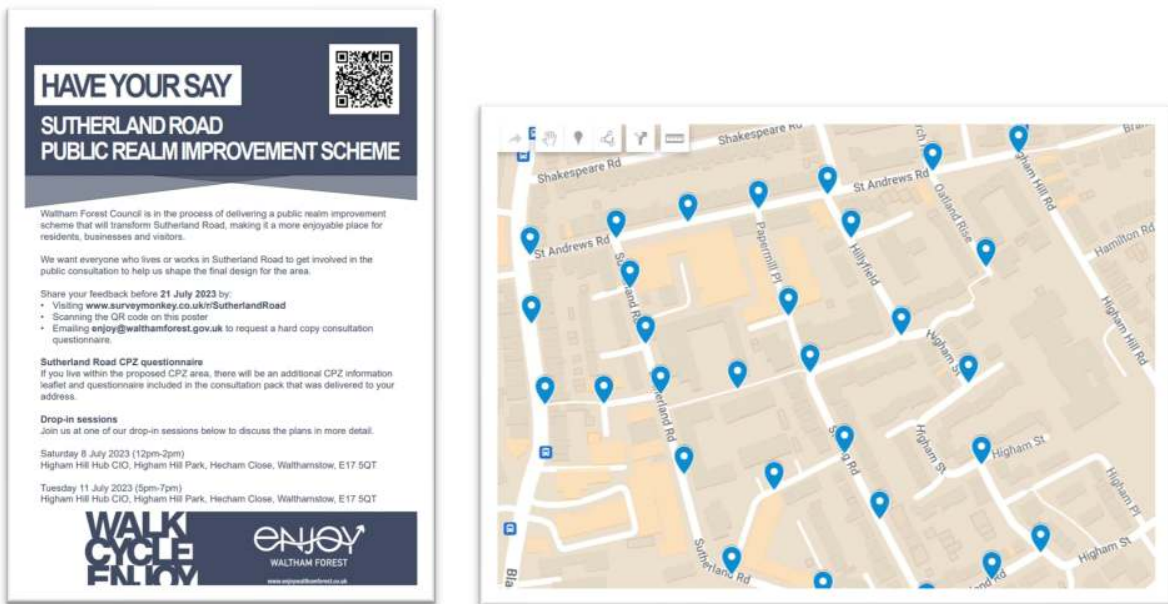 HAVE YOUR SAY
SUTHERLAND ROAD
PUBLIC REALM IMPROVEMENT SCHEME
Waltham Forest Council is in the process of delivering a public realm improvement
scheme that will transform Sutherland Road, making it a more enjoyable place for
residents, businesses and visitors.
We want everyone who lives or works in Sutherland Road to get involved in the
public consultation to help us shape the final design for the area.
Share your feedback before 21 July 2023 by:
• Visiting www.surveymonkey.co.uk/r/SutherlandRoad
• Scanning the QR code on this poster
• Emailing enjoy@walthamforest.gov.uk to request a hard copy consultation
questionnaire.
Sutherland Road CPZ questionnaire
If you live within the proposed CPZ area, there will be an additional CPZ information
leaflet and questionnaire included in the consultation pack that was delivered to your
address.
Drop-in sessions
Join us at one of our drop-in sessions below to discuss the plans in more detail.
Saturday 8 July 2023 (12pm-2pm)
Higham Hill Hub CIO, Higham Hill Park, Hecham Close, Walthamstow, E17 5QT
Tuesday 11 July 2023 (5pm-7pm)
Higham Hill Hub CIO, Higham Hill Park, Hecham Close, Walthamstow, E17 5QT
WALK
CYCLE
ENJOY
ENJOY
WALTHAM FOREST
www.enjoywalthamforest.co.uk
Shakespeare Rd
Shakespeare Rd
St Andrews Rd
St Andrews Rd
Oatland Rise
Higham Hill Rd
Hamilton Rd
Papermill Pl
Hillyfield
Higham Hill Rd
Higham St
Sutherland Rd
Higham St
Higham St
Higham Pl
Higham St
Sutherland Rd